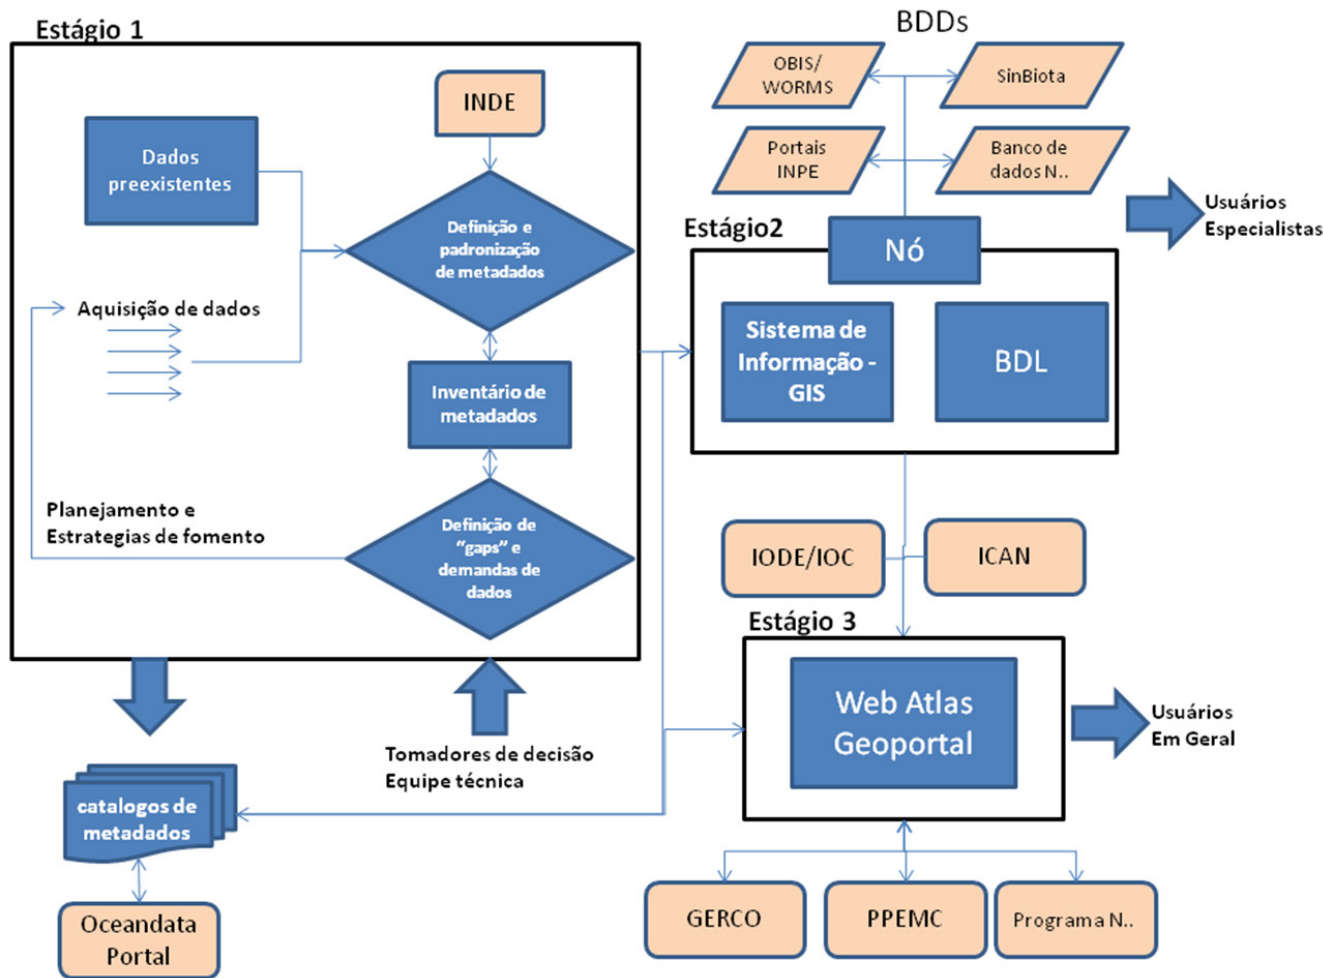 Estágio 1
INDE
Dados
preexistentes
Definição e
padronização
de metadados
Aquisição de dados
Inventário de
metadados
Planejamento e
Estrategias de fomento
Definição de
“gaps” e
demandas de
dados
Tomadores de decisão
Equipe técnica
catalogos de
metadados
Oceandata
Portal
BDDs
OBIS/
WORMS
SinBiota
Portais
INPE
Banco de
dados N..
Usuários
Especialistas
Estágio2
Nó
Sistema de
Informação -
GIS
BDL
IODE/IOC
ICAN
Estágio 3
Web Atlas
Geoportal
Usuários
Em Geral
GERCO
PPEMC
Programa N..